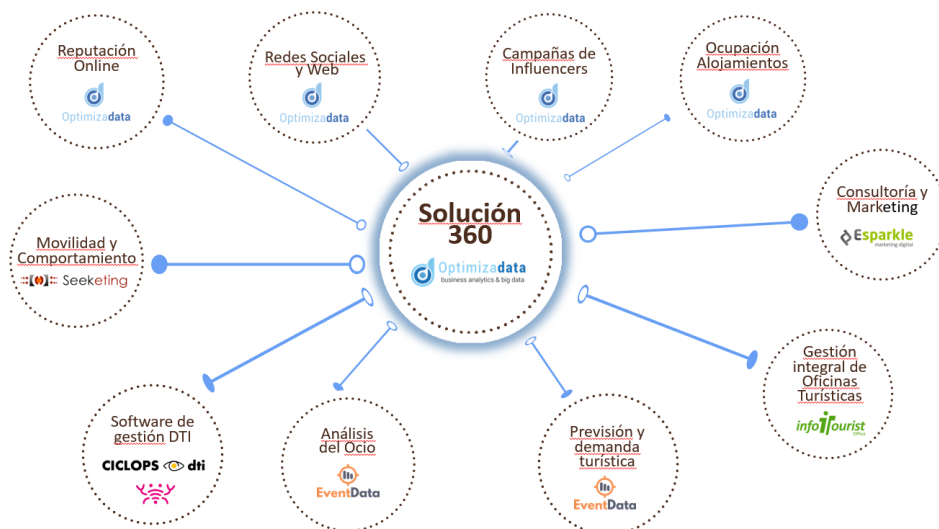 Reputación
Online
Optimizadata
Redes Sociales
y Web
Optimizadata
Campañas de
Influencers
Optimizadata
Ocupación
Alojamientos
Optimizadata
Movilidad y
Comportamiento
Seeketing
Solución
360
Optimizadata
business analytics & big data
Consultoría y
Marketing
Esparkle
marketing digital
Software de
gestión DTI
CICLOPS dti
Análisis
del Ocio
EventData
Previsión y
demanda
turística
EventData
Gestión
integral de
Oficinas
Turísticas
infoTourist
Office